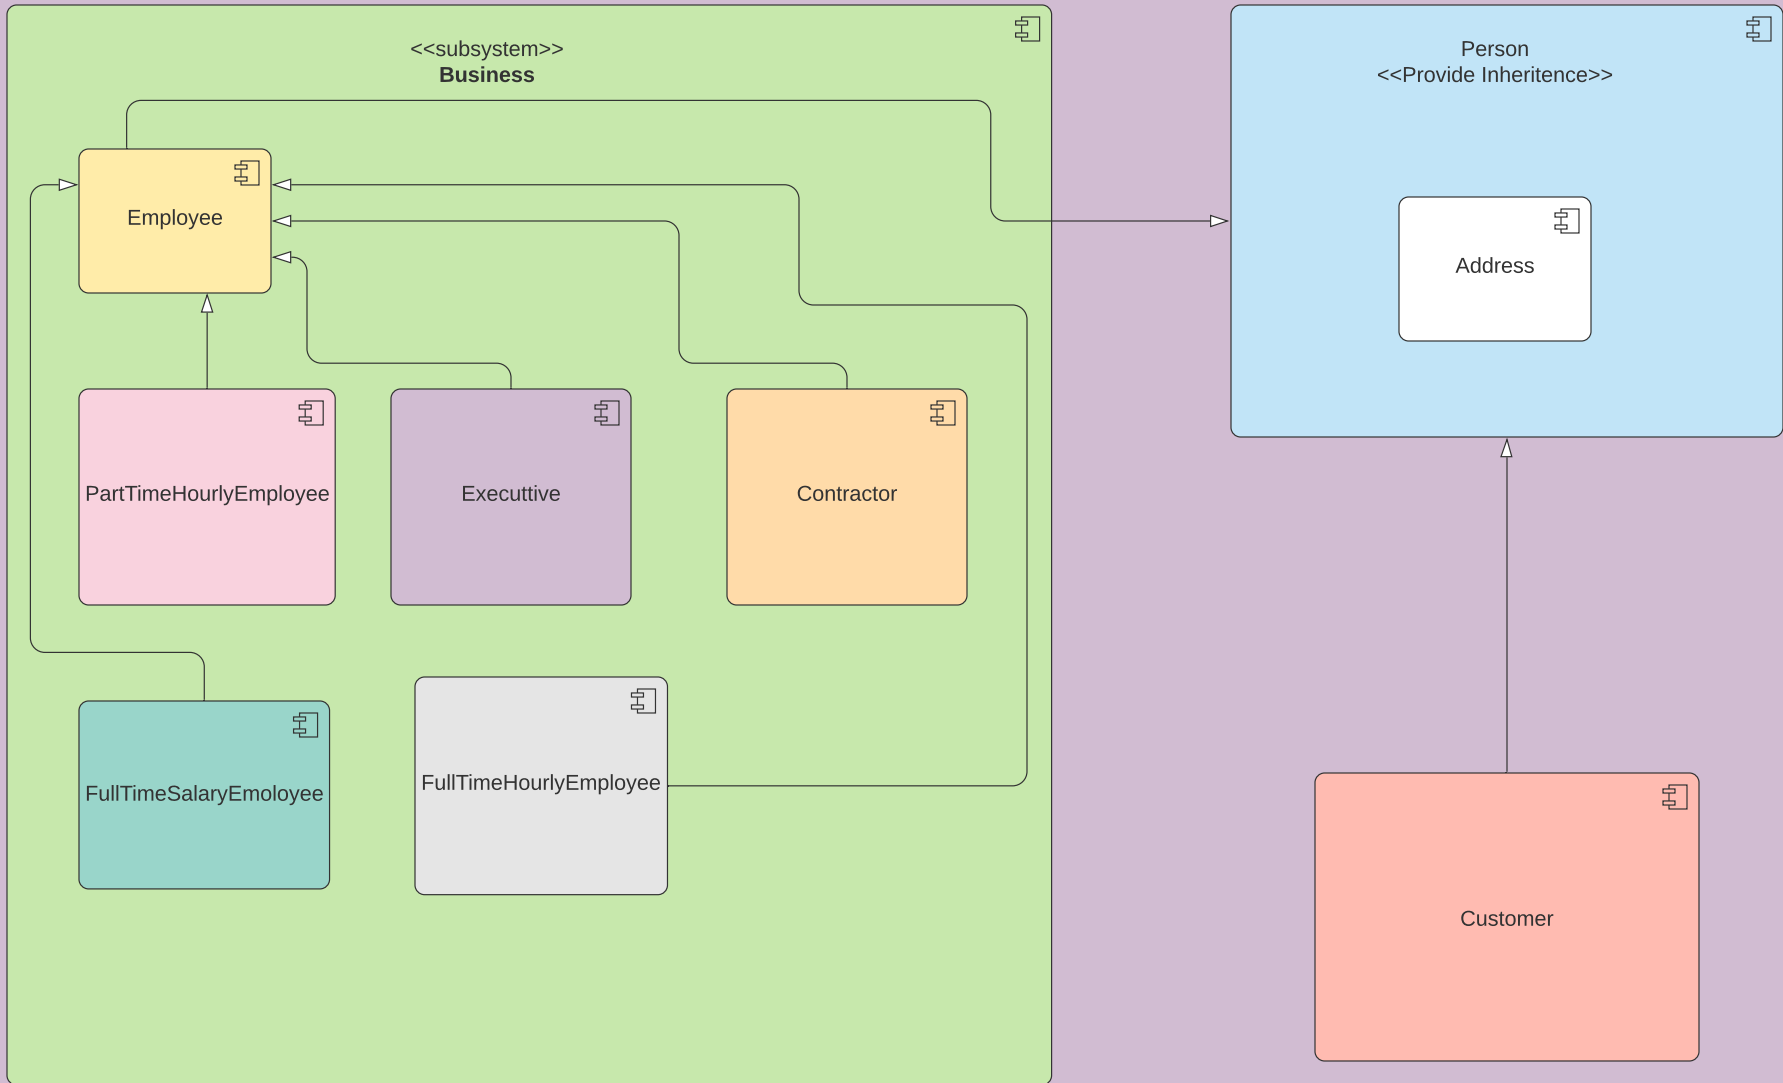 <<subsystem>>
Business
Person
<<Provide Inheritence>>
Employee
Address
PartTimeHourlyEmployee
Executtive
Contractor
FullTimeSalaryEmoloyee
FullTimeHourlyEmployee
Customer